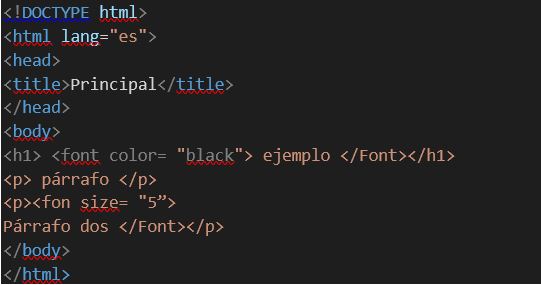 <!DOCTYPE html>
<html lang="es">
<head>
<title>Principal</title>
</head>
<body>
<h1> <font color= "black"> ejemplo </Font></h1>
<p> párrafo </p>
<p><fon size= "5”>
Párrafo dos </Font></p>
</body>
</html>